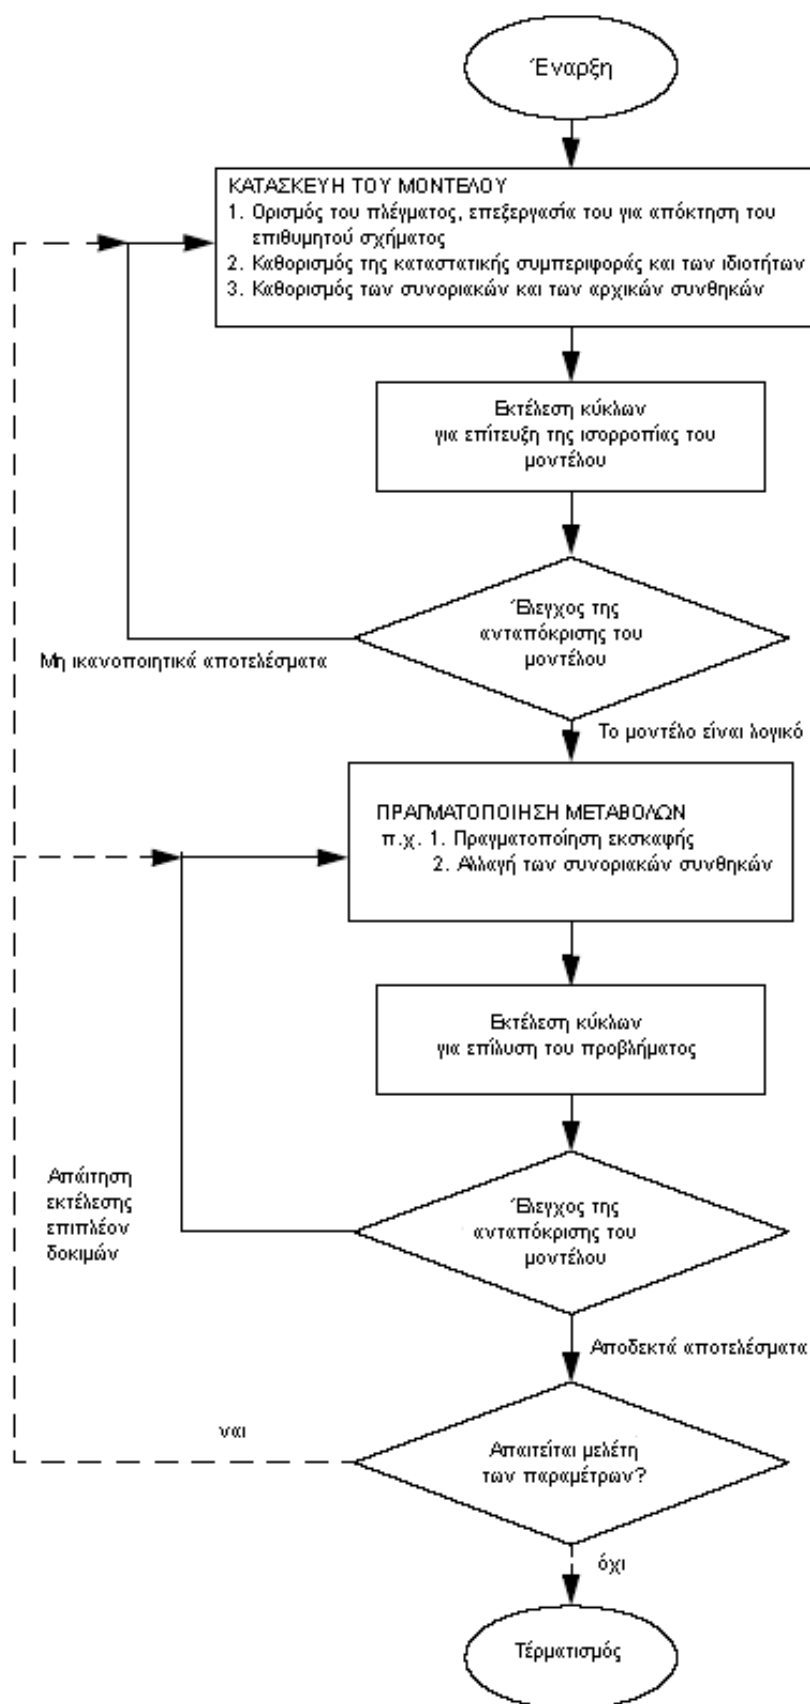 Έναρξη
ΚΑΤΑΣΚΕΥΗ ΤΟΥ ΜΟΝΤΕΛΟΥ
1. Ορισμός του πλέγματος, επεξεργασία του για απόκτηση του
επιθυμητού σχήματος
2. Καθορισμός της καταστατικής συμπεριφοράς και των ιδιοτήτων
3. Καθορισμός των συνοριακών και των αρχικών συνθηκών
Εκτέλεση κύκλων
για επίτευξη της ισορροπίας του
μοντέλου
Έλεγχος της
ανταπόκρισης του
μοντέλου
Μη ικανοποιητικά αποτελέσματα
Το μοντέλο είναι λογικό
ΠΡΑΓΜΑΤΟΠΟΙΗΣΗ ΜΕΤΑΒΟΛΩΝ
π.χ. 1. Πραγματοποίηση εκσκαφής
2. Αλλαγή των συνοριακών συνθηκών
Εκτέλεση κύκλων
για επίλυση του προβλήματος
Απάιτηση
εκτέλεσης
επιπλέον
δοκιμών
Έλεγχος της
ανταπόκρισης του
μοντέλου
Αποδεκτά αποτελέσματα
ναι
Απαιτείται μελέτη
των παραμέτρων?
όχι
Τέρματισμός